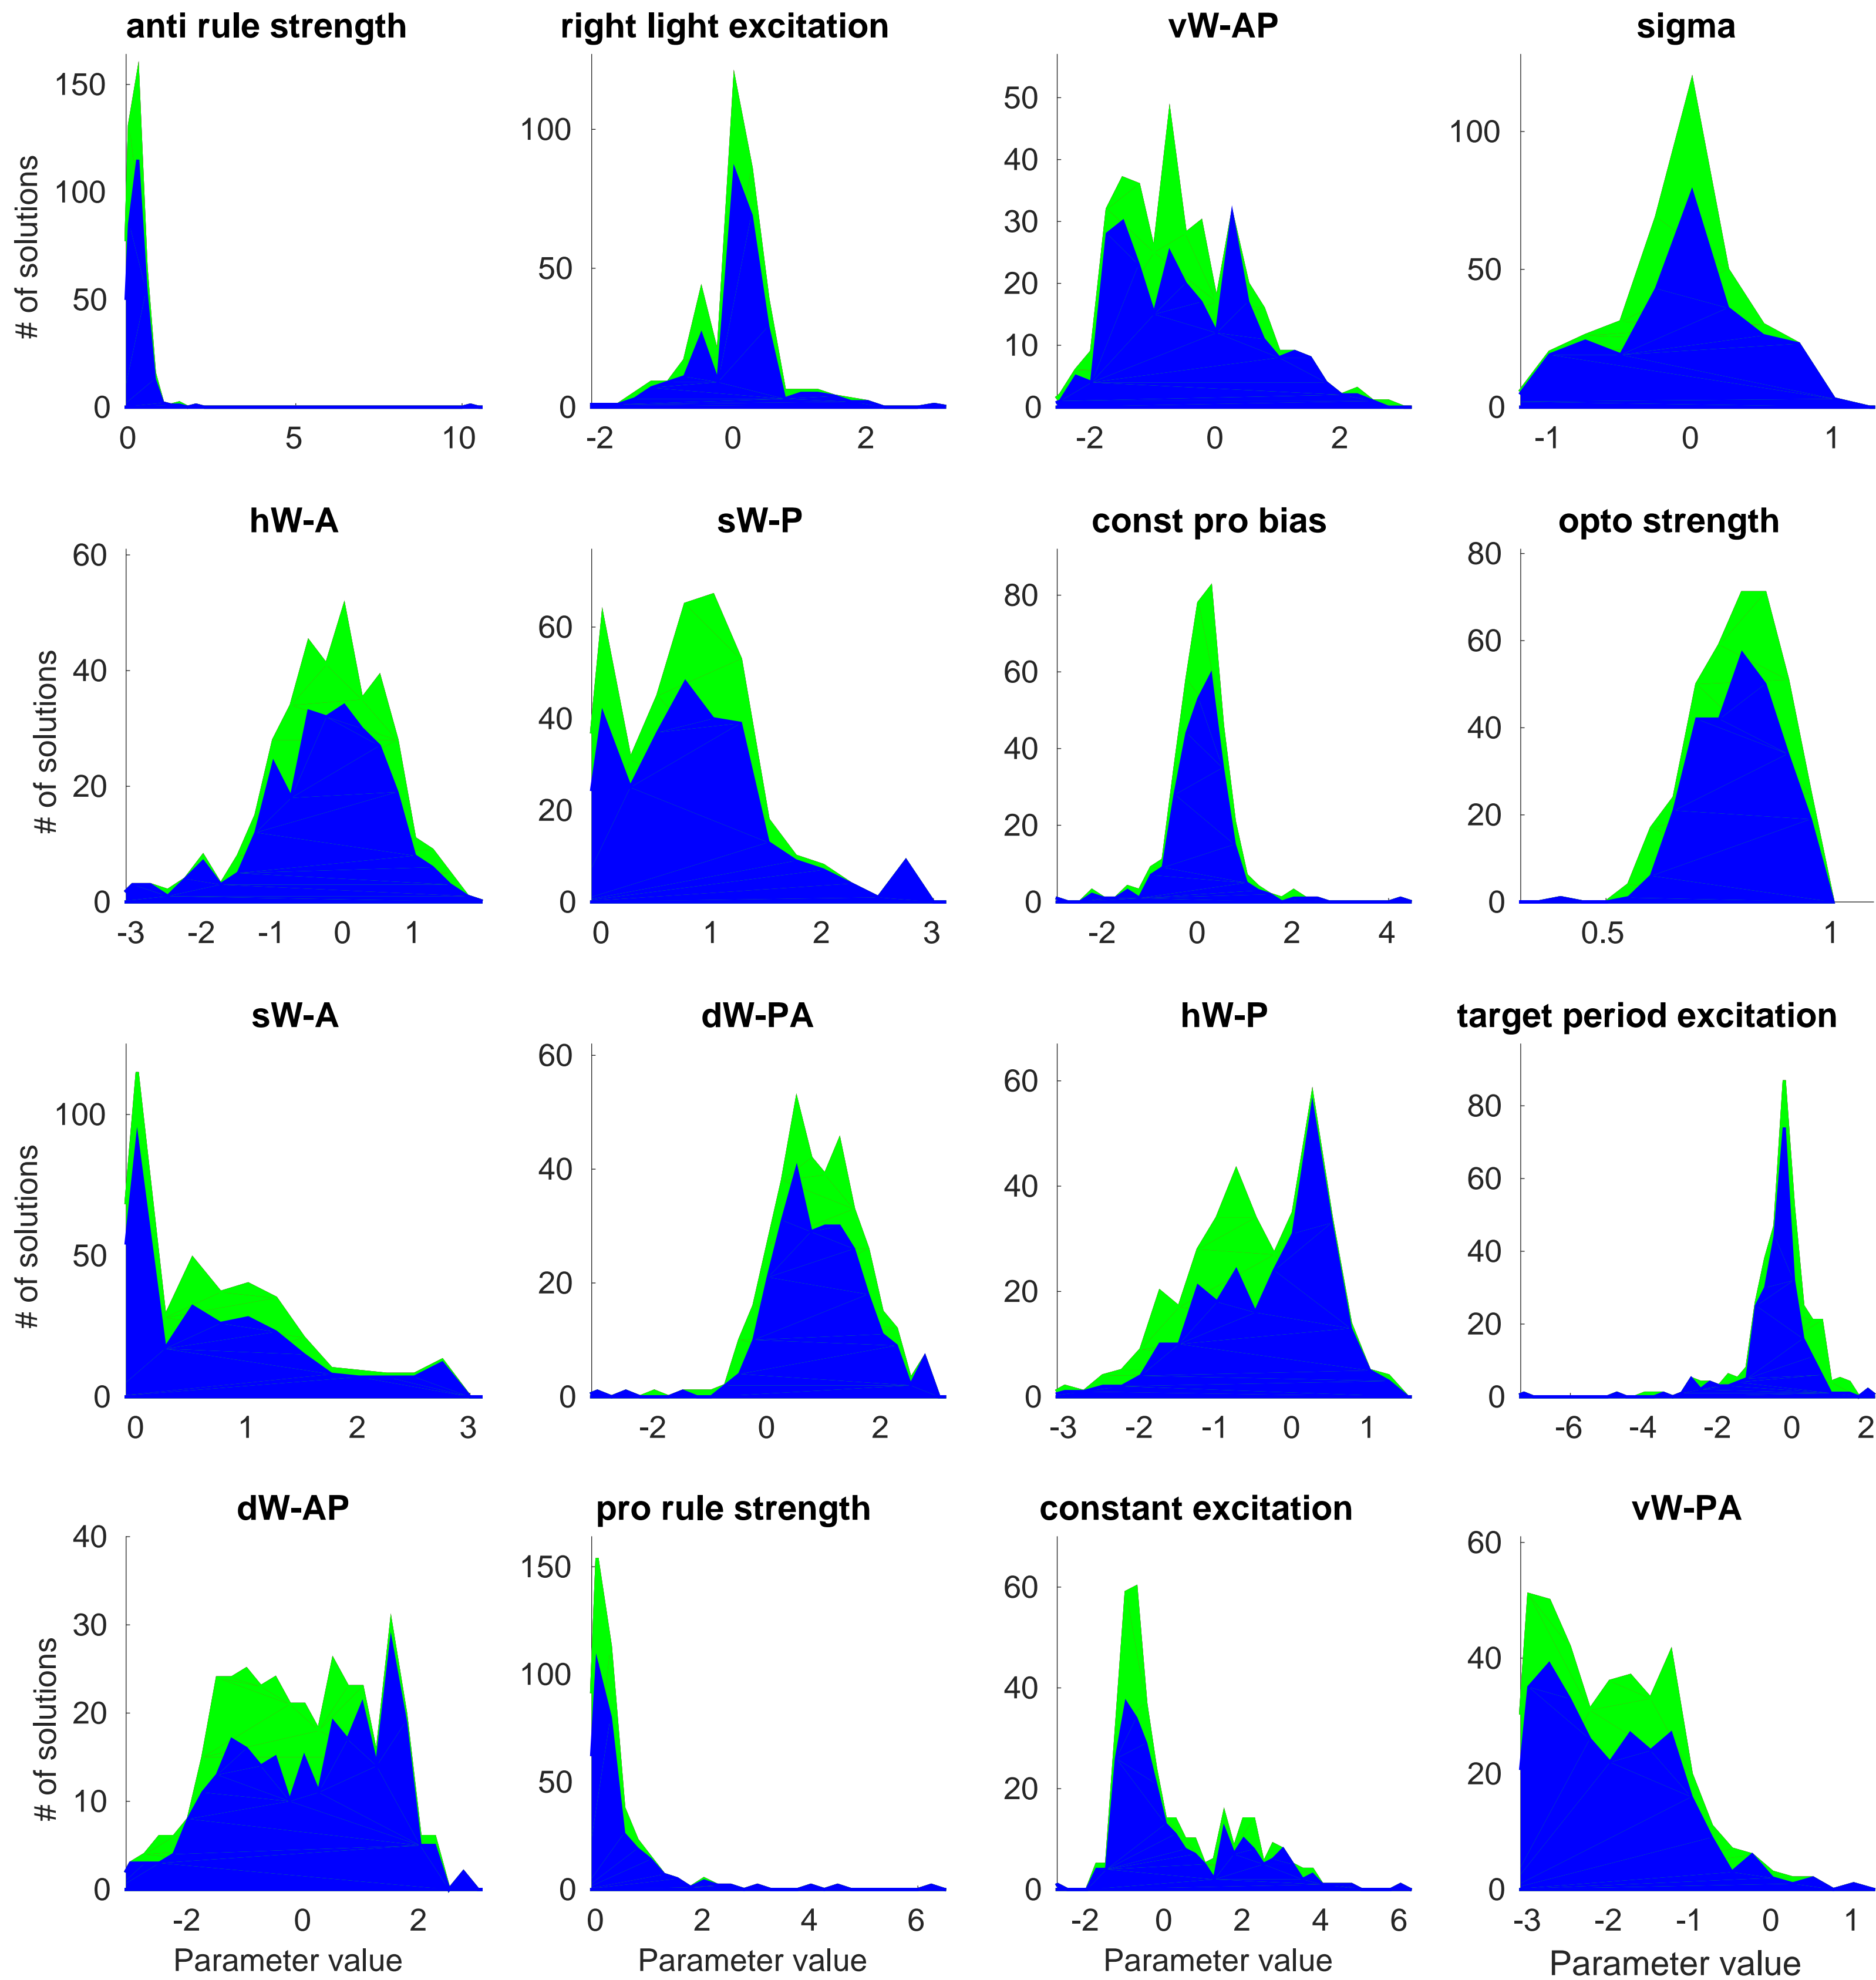 anti rule strength right light excitation vW-AP sigma
# of solutions
150
100
50
0
0 5 10
100
50
0
-2 0 2
50
40
30
20
10
0
-2 0 2
100
50
0
-1 0 1
hW-A sW-P const pro bias opto strength
# of solutions
60
40
20
0
-3 -2 -1 0 1
60
40
20
0
0 1 2 3
80
60
40
20
0
-2 0 2 4
80
60
40
20
0
0.5 1
sW-A dW-PA hW-P target period excitation
# of solutions
100
50
0
0 1 2 3
60
40
20
0
-2 0 2
60
40
20
0
-3 -2 -1 0 1
80
60
40
20
0
-6 -4 -2 0 2
dW-AP pro rule strength constant excitation vW-PA
# of solutions
40
30
20
10
0
-2 0 2
Parameter value
150
100
50
0
0 2 4 6
Parameter value
60
40
20
0
-2 0 2 4 6
Parameter value
60
40
20
0
-3 -2 -1 0 1
Parameter value